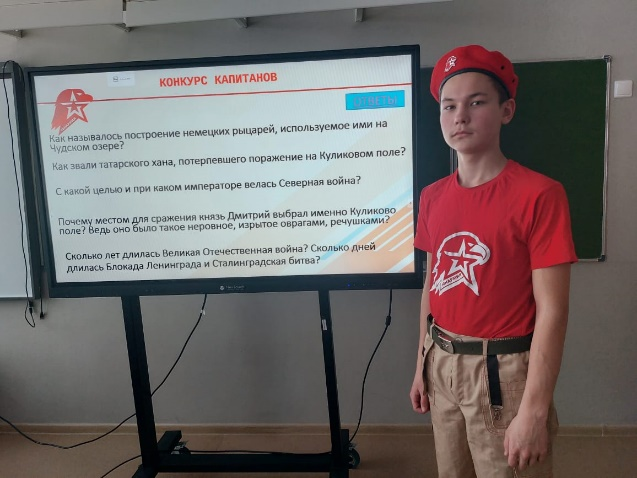 КОНКУРС КАПИТАНОВ
ОТВЕТЫ
Как называлось построение немецких рыцарей, используемое ими на
Чудском озере?
Как звали татарского хана, потерпевшего поражение на Куликовом поле?
С какой целью и при каком императоре велась Северная война?
Почему местом для сражения князь Дмитрий выбрал именно Куликово
поле? Ведь оно было такое неровное, изрытое оврагами, речушками?
Сколько лет длилась Великая Отечественная война? Сколько дней
длилась Блокада Ленинграда и Сталинградская битва?